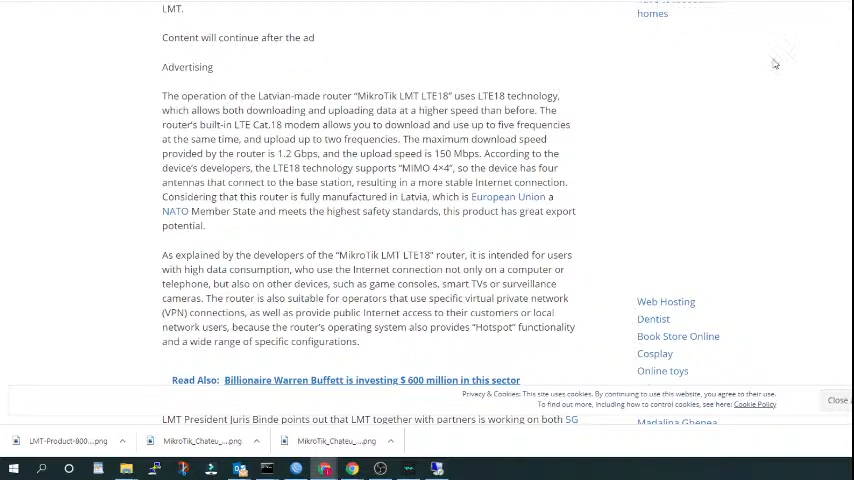 LMT.
homes
Content will continue after the ad
Advertising
The operation of the Latvian-made router “MikroTik LMT LTE18” uses LTE18 technology,
which allows both downloading and uploading data at a higher speed than before. The
router's built-in LTE Cat.18 modem allows you to download and use up to five frequencies
at the same time, and upload up to two frequencies. The maximum download speed
provided by the router is 1.2 Gbps, and the upload speed is 150 Mbps. According to the
device's developers, the LTE18 technology supports “MIMO 4×4”, so the device has four
antennas that connect to the base station, resulting in a more stable Internet connection.
Considering that this router is fully manufactured in Latvia, which is European Union a
NATO Member State and meets the highest safety standards, this product has great export
potential.
As explained by the developers of the “MikroTik LMT LTE18” router, it is intended for users
with high data consumption, who use the Internet connection not only on a computer or
telephone, but also on other devices, such as game consoles, smart TVs or surveillance
cameras. The router is also suitable for operators that use specific virtual private network
(VPN) connections, as well as provide public Internet access to their customers or local
network users, because the router's operating system also provides “Hotspot” functionality
and a wide range of specific configurations.
Web Hosting
Dentist
Book Store Online
Cosplay
Online toys
Read Also: Billionaire Warren Buffett is investing $ 600 million in this sector
Privacy & Cookies: This site uses cookies. By continuing to use this website, you agree to their use.
To find out more, including how to control cookies, see here: Cookie Policy
Close
LMT President Juris Binde points out that LMT together with partners is working on both 5G
Madalina Ghenea
LMT-Product-800....png
MikroTik_Chateu_....png
MikroTik_Chateu_....png